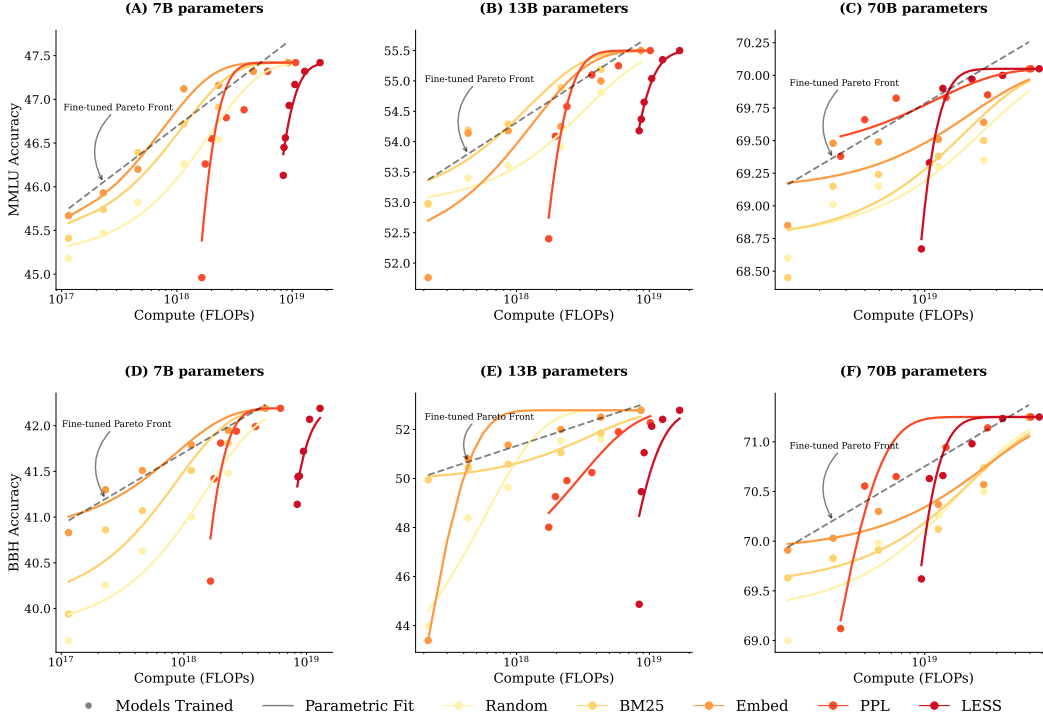 (A) 7B parameters
(B) 13B parameters
(C) 70B parameters
MMLU Accuracy
47.5
47.0
46.5
46.0
45.5
45.0
Fine-tuned Pareto Front
10^17
10^18
10^19
Compute (FLOPs)
55.5
55.0
54.5
54.0
53.5
53.0
52.5
52.0
Fine-tuned Pareto Front
10^18
10^19
Compute (FLOPs)
70.25
70.00
69.75
69.50
69.25
69.00
68.75
68.50
Fine-tuned Pareto Front
10^19
Compute (FLOPs)
(D) 7B parameters
(E) 13B parameters
(F) 70B parameters
BBH Accuracy
42.0
41.5
41.0
40.5
40.0
Fine-tuned Pareto Front
10^17
10^18
10^19
Compute (FLOPs)
52
50
48
46
44
Fine-tuned Pareto Front
10^18
10^19
Compute (FLOPs)
71.0
70.5
70.0
69.5
69.0
Fine-tuned Pareto Front
10^19
Compute (FLOPs)
Models Trained Parametric Fit Random BM25 Embed PPL LESS